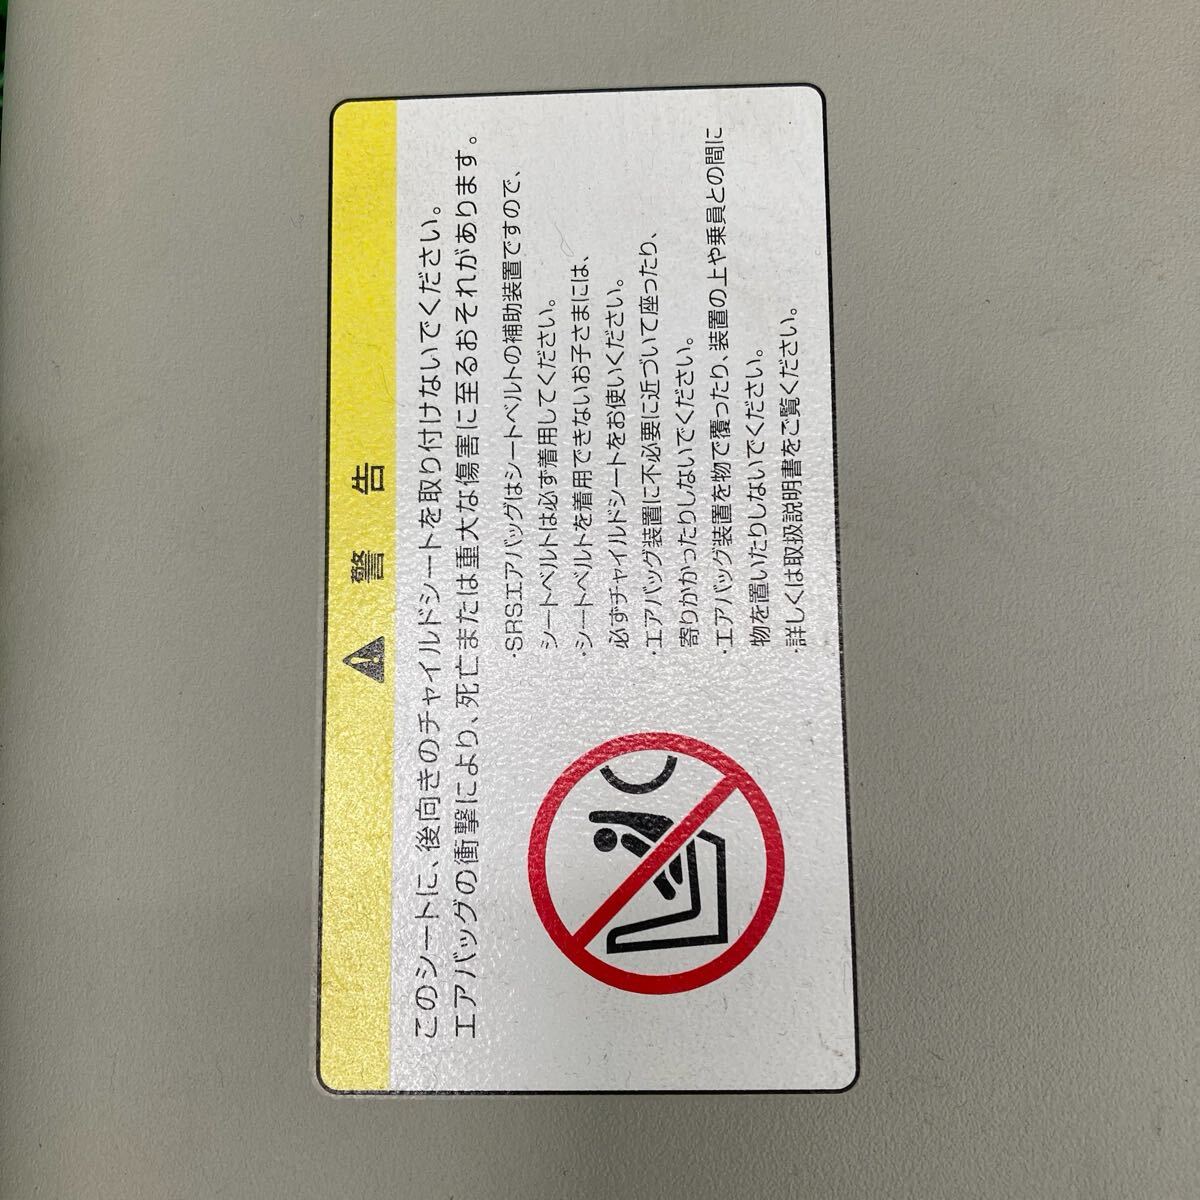 警告
このシートに、後向きのチャイルドシートを取り付けないでください。
エアバッグの衝撃により、死亡または重大な傷害に至るおそれがあります。
・SRSエアバッグはシートベルトの補助装置ですので、
シートベルトは必ず着用してください。
・シートベルトを着用できないお子さまには、
必ずチャイルドシートをお使いください。
・エアバッグ装置に不必要に近づいて座ったり、
寄りかかったりしないでください。
・エアバッグ装置を物で覆ったり、装置の上や乗員との間に
物を置いたりしないでください。
・詳しくは取扱説明書をご覧ください。